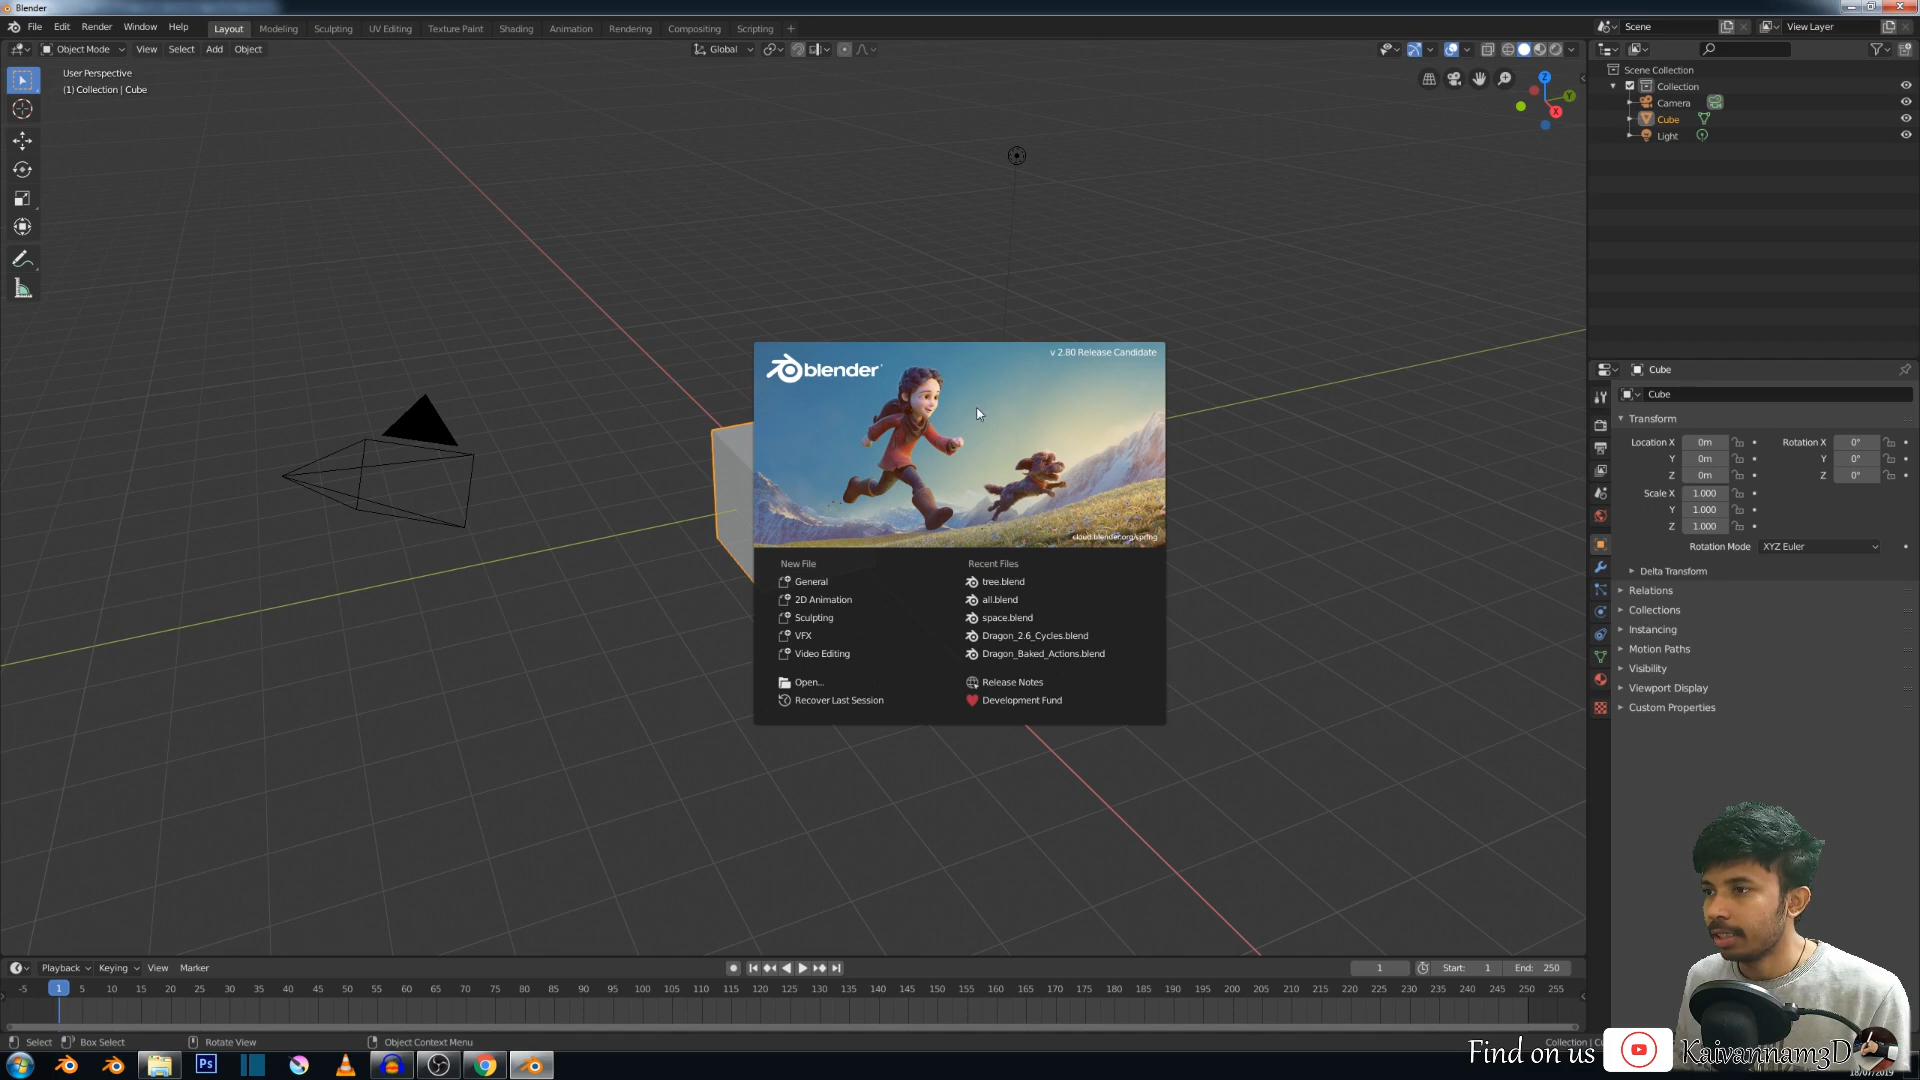 Blender
File Edit Render Window Help Layout Modeling Sculpting UV Editing Texture Paint Shading Animation Rendering Compositing Scripting + Scene View Layer
Object Mode View Select Add Object Global
User Perspective
(1) Collection | Cube
Z
Y
X
Scene Collection
Collection
Camera
Cube
Light
blender
v 2.80 Release Candidate
cloud.blender.org/spring
New File
General
2D Animation
Sculpting
VFX
Video Editing
Open...
Recover Last Session
Recent Files
tree.blend
all.blend
space.blend
Dragon_2.6_Cycles.blend
Dragon_Baked_Actions.blend
Release Notes
Development Fund
Cube
Cube
Transform
Location X 0m Rotation X 0°
Y 0m Y 0°
Z 0m Z 0°
Scale X 1.000
Y 1.000
Z 1.000
Rotation Mode XYZ Euler
Delta Transform
Relations
Collections
Instancing
Motion Paths
Visibility
Viewport Display
Custom Properties
Playback Keying View Marker 1 Start: 1 End: 250
-5 1 5 10 15 20 25 30 35 40 45 50 55 60 65 70 75 80 85 90 95 100 105 110 115 120 125 130 135 140 145 150 155 160 165 170 175 180 185 190 195 200 205 210 215 220 225 230 235 240 245 250 255
Select Box Select Rotate View Object Context Menu Collection | Cu
Ps
Find on us Kaivannam3D
18/07/2019